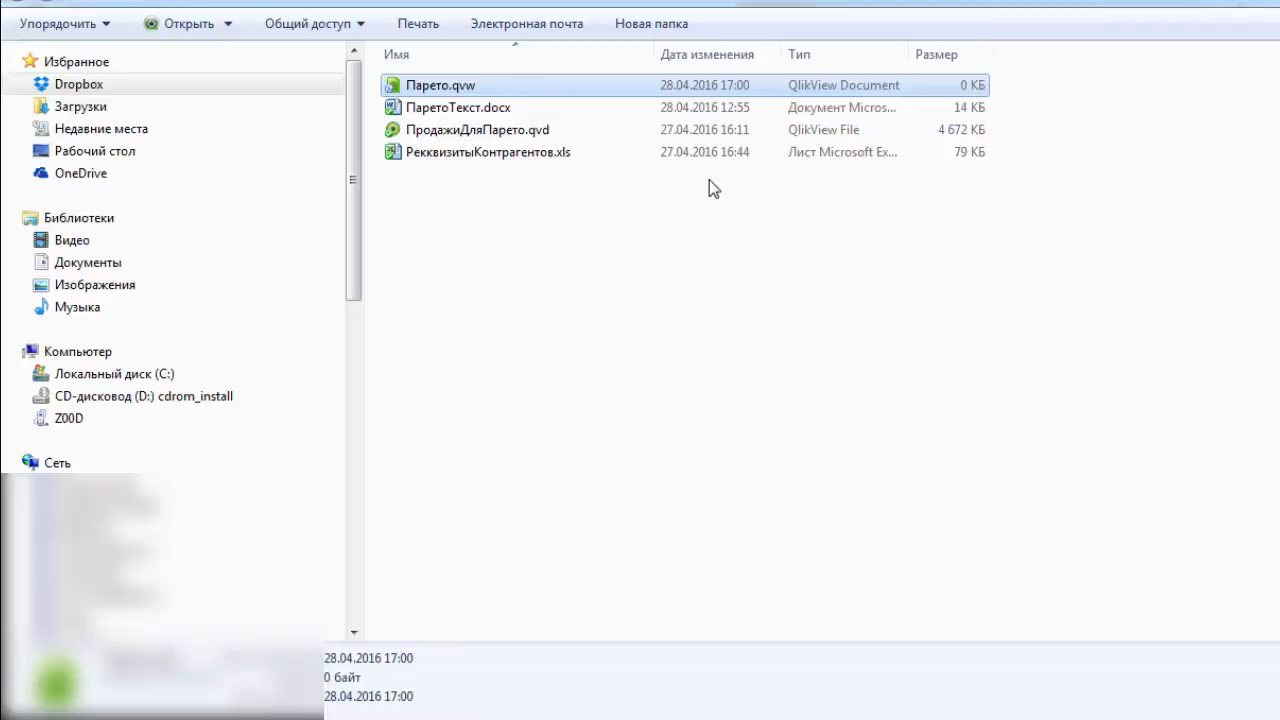 Упорядочить Открыть Общий доступ Печать Электронная почта Новая папка
Имя Дата изменения Тип Размер
Избранное
Dropbox
Загрузки
Недавние места
Рабочий стол
OneDrive
Библиотеки
Видео
Документы
Изображения
Музыка
Компьютер
Локальный диск (C:)
CD-дисковод (D:) cdrom_install
Z00D
Сеть
Парето.qvw 28.04.2016 17:00 QlikView Document 0 КБ
ПаретоТекст.docx 28.04.2016 12:55 Документ Micros... 14 КБ
ПродажиДляПарето.qvd 27.04.2016 16:11 QlikView File 4 672 КБ
РекквизитыКонтрагентов.xls 27.04.2016 16:44 Лист Microsoft Ex... 79 КБ
28.04.2016 17:00
0 байт
28.04.2016 17:00